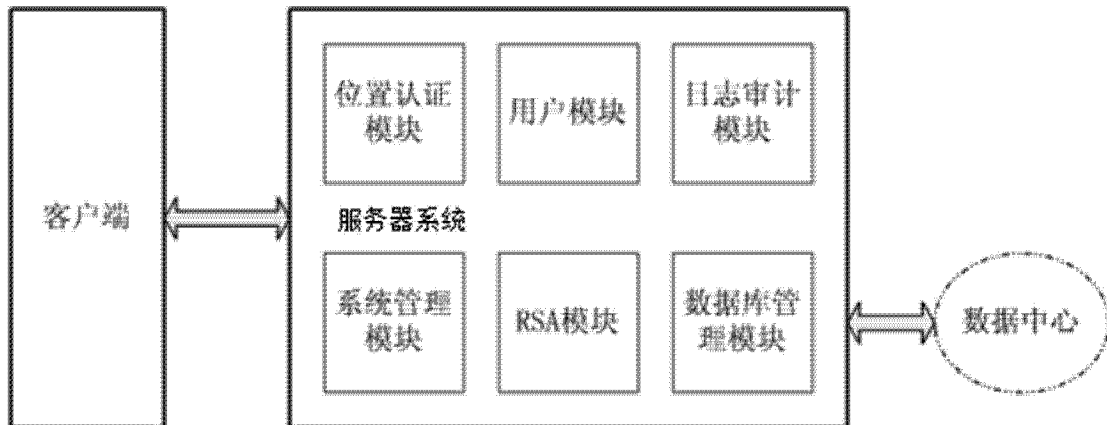 位置认证
模块
用户模块
日志审计
模块
客户端
服务器系统
系统管理
模块
RSA模块
数据库管
理模块
数据中心